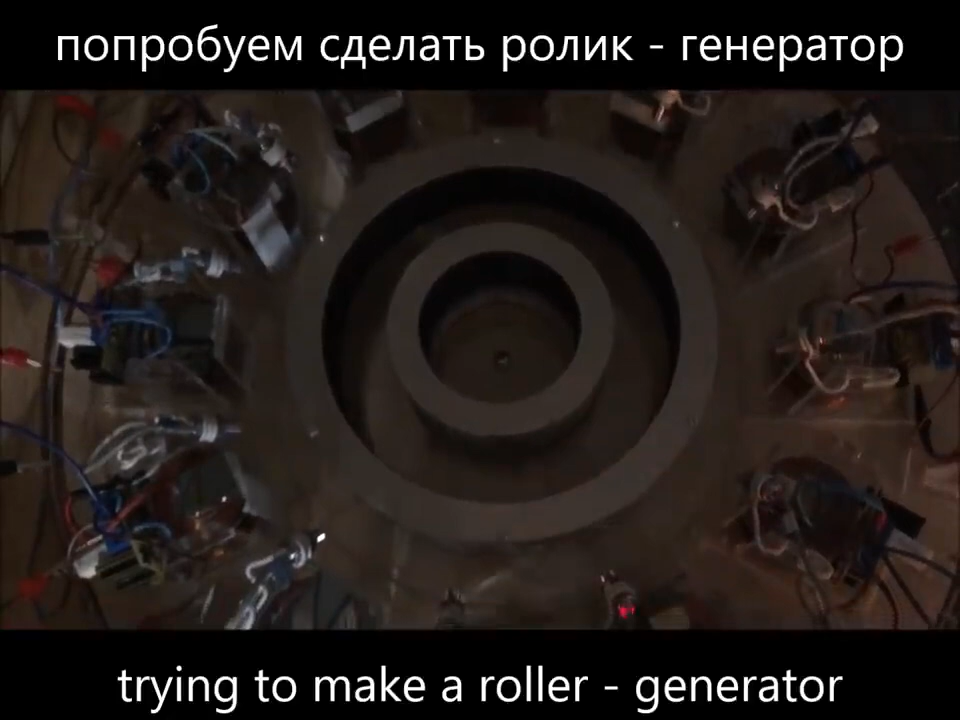 попробуем сделать ролик - генератор
trying to make a roller - generator